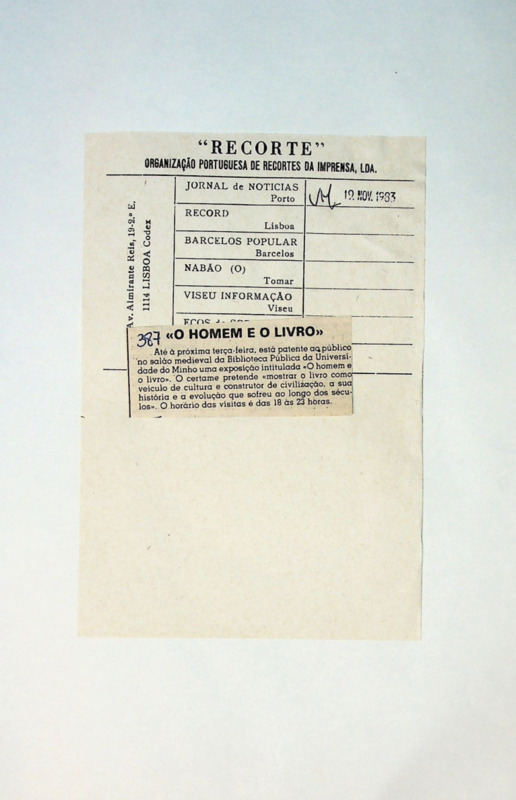 “RECORTE”
ORGANIZAÇÃO PORTUGUESA DE RECORTES DA IMPRENSA, LDA.
Av. Almirante Reis, 19-2.º E.
1114 LISBOA Codex
JORNAL de NOTICIAS
Porto
19. NOV. 1983
RECORD
Lisboa
BARCELOS POPULAR
Barcelos
NABÃO (O)
Tomar
VISEU INFORMAÇÃO
Viseu
387 «O HOMEM E O LIVRO»
Até à próxima terça-feira, está patente ao público
no salão medieval da Biblioteca Pública da Universi-
dade do Minho uma exposição intitulada «O homem e
o livro». O certame pretende «mostrar o livro como
veículo de cultura e construtor de civilização, a sua
história e a evolução que sofreu ao longo dos sécu-
los». O horário das visitas é das 18 às 23 horas.